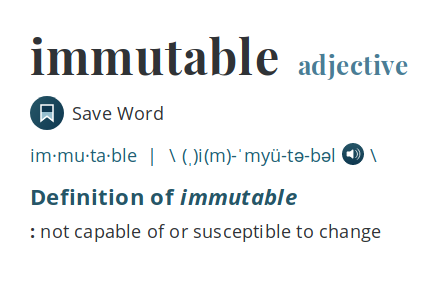 immutable adjective
Save Word
im·mu·ta·ble | \ (ˌ)i(m)-ˈmyü-tə-bəl \
Definition of immutable
: not capable of or susceptible to change